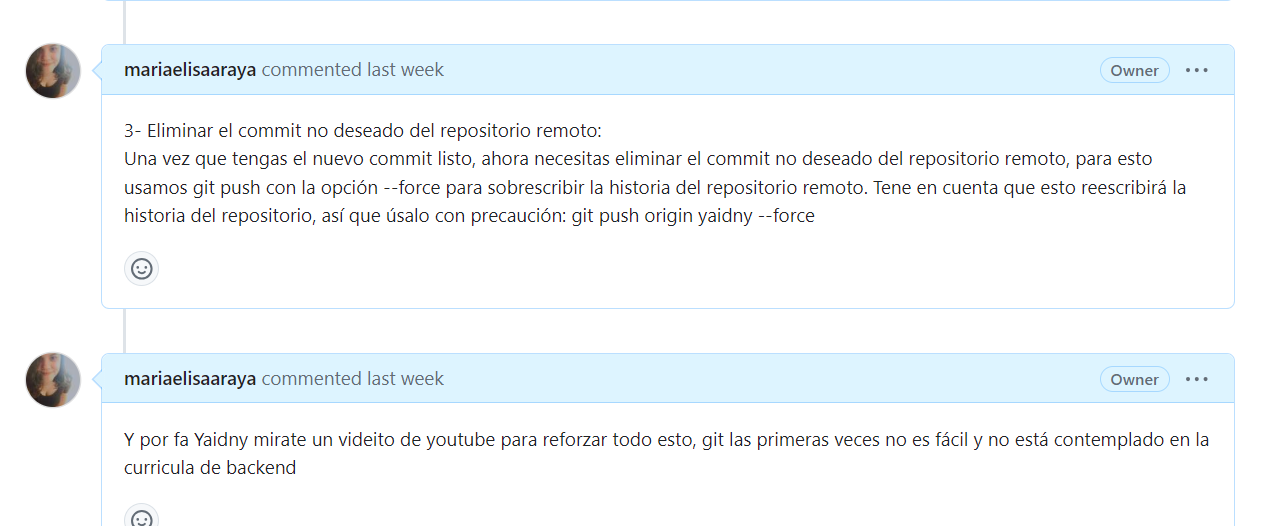 mariaelisaaraya commented last week
Owner
3- Eliminar el commit no deseado del repositorio remoto:
Una vez que tengas el nuevo commit listo, ahora necesitas eliminar el commit no deseado del repositorio remoto, para esto
usamos git push con la opción --force para sobrescribir la historia del repositorio remoto. Tene en cuenta que esto reescribirá la
historia del repositorio, así que úsalo con precaución: git push origin yaidny --force
mariaelisaaraya commented last week
Owner
Y por fa Yaidny mirate un videito de youtube para reforzar todo esto, git las primeras veces no es fácil y no está contemplado en la
curricula de backend